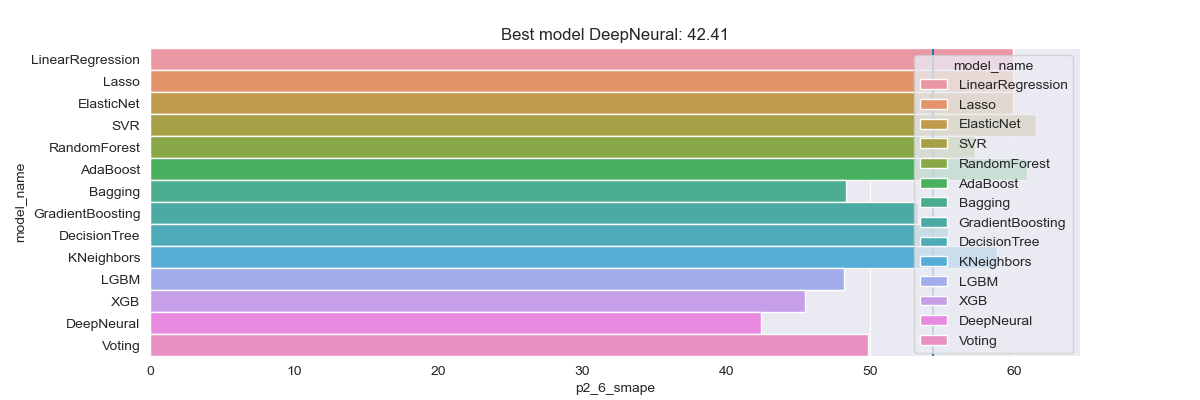 Best model DeepNeural: 42.41
model_name
LinearRegression
Lasso
ElasticNet
SVR
RandomForest
AdaBoost
Bagging
GradientBoosting
DecisionTree
KNeighbors
LGBM
XGB
DeepNeural
Voting
model_name
LinearRegression
Lasso
ElasticNet
SVR
RandomForest
AdaBoost
Bagging
GradientBoosting
DecisionTree
KNeighbors
LGBM
XGB
DeepNeural
Voting
0 10 20 30 40 50 60
p2_6_smape